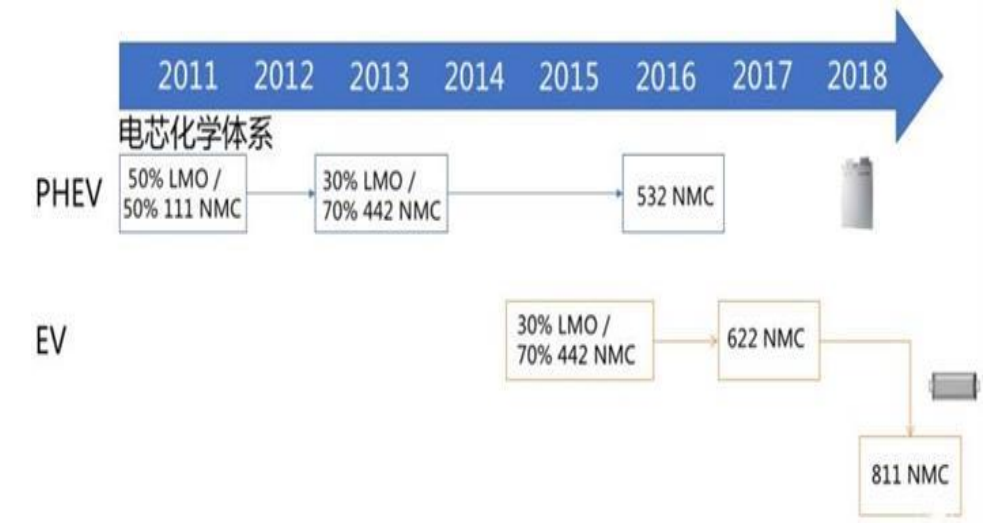 2011 2012 2013 2014 2015 2016 2017 2018
电芯化学体系
PHEV
50% LMO /
50% 111 NMC
30% LMO /
70% 442 NMC
532 NMC
EV
30% LMO /
70% 442 NMC
622 NMC
811 NMC